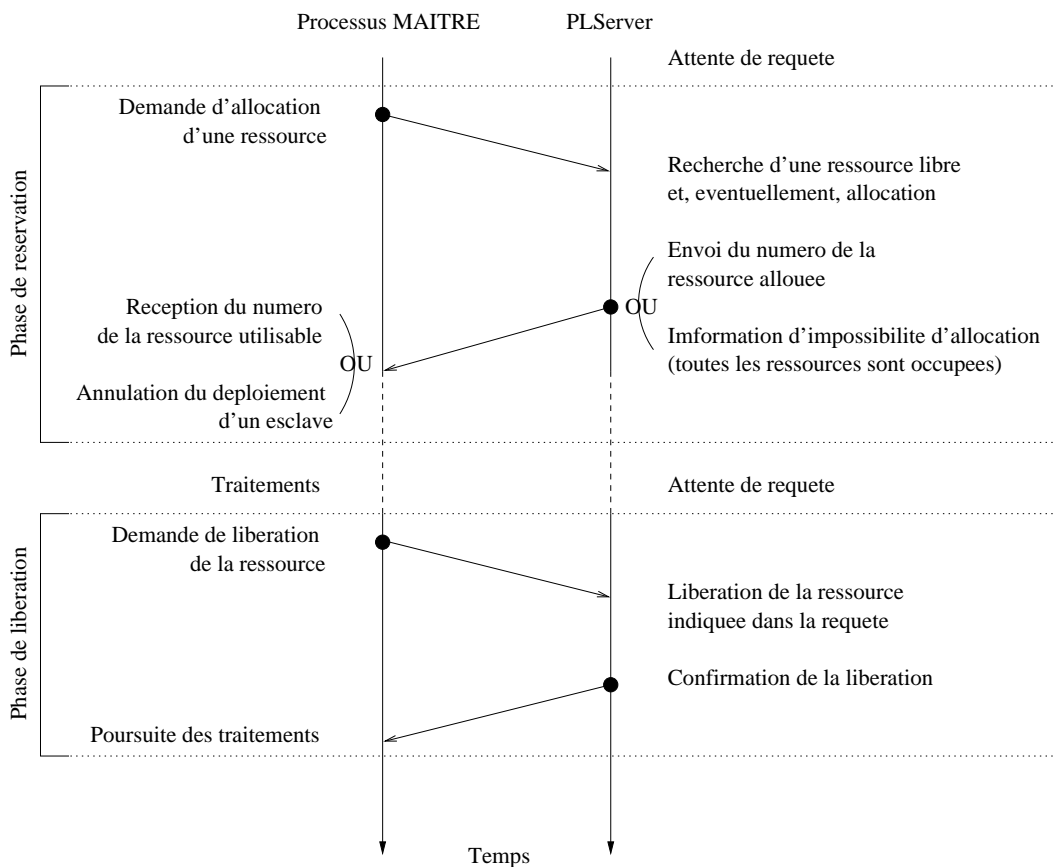 Processus MAITRE
PLServer
Attente de requete
Phase de reservation
Demande d'allocation
d'une ressource
Recherche d'une ressource libre
et, eventuellement, allocation
Envoi du numero de la
ressource allouee
OU
Imformation d'impossibilite d'allocation
(toutes les ressources sont occupees)
Reception du numero
de la ressource utilisable
OU
Annulation du deploiement
d'un esclave
Traitements
Attente de requete
Phase de liberation
Demande de liberation
de la ressource
Liberation de la ressource
indiquee dans la requete
Confirmation de la liberation
Poursuite des traitements
Temps